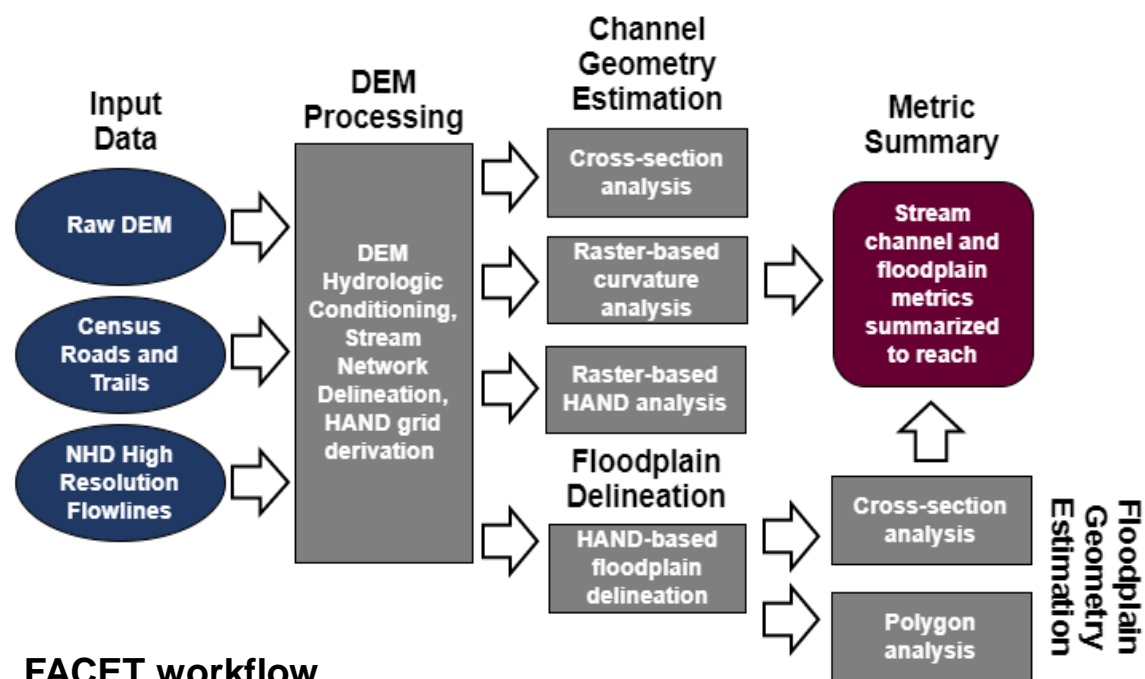 Input
Data
Raw DEM
Census
Roads and
Trails
NHD High
Resolution
Flowlines
DEM
Processing
DEM
Hydrologic
Conditioning,
Stream
Network
Delineation,
HAND grid
derivation
Channel
Geometry
Estimation
Cross-section
analysis
Raster-based
curvature
analysis
Raster-based
HAND analysis
Floodplain
Delineation
HAND-based
floodplain
delineation
Metric
Summary
Stream
channel and
floodplain
metrics
summarized
to reach
Cross-section
analysis
Polygon
analysis
Floodplain
Geometry
Estimation
FACET workflow